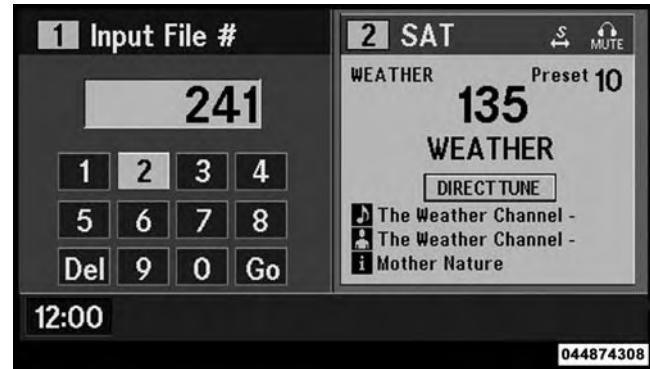 1 Input File #
241
1 2 3 4
5 6 7 8
Del 9 0 Go
2 SAT S MUTE
WEATHER Preset 10
135
WEATHER
DIRECT TUNE
The Weather Channel -
The Weather Channel -
i Mother Nature
12:00
044874308